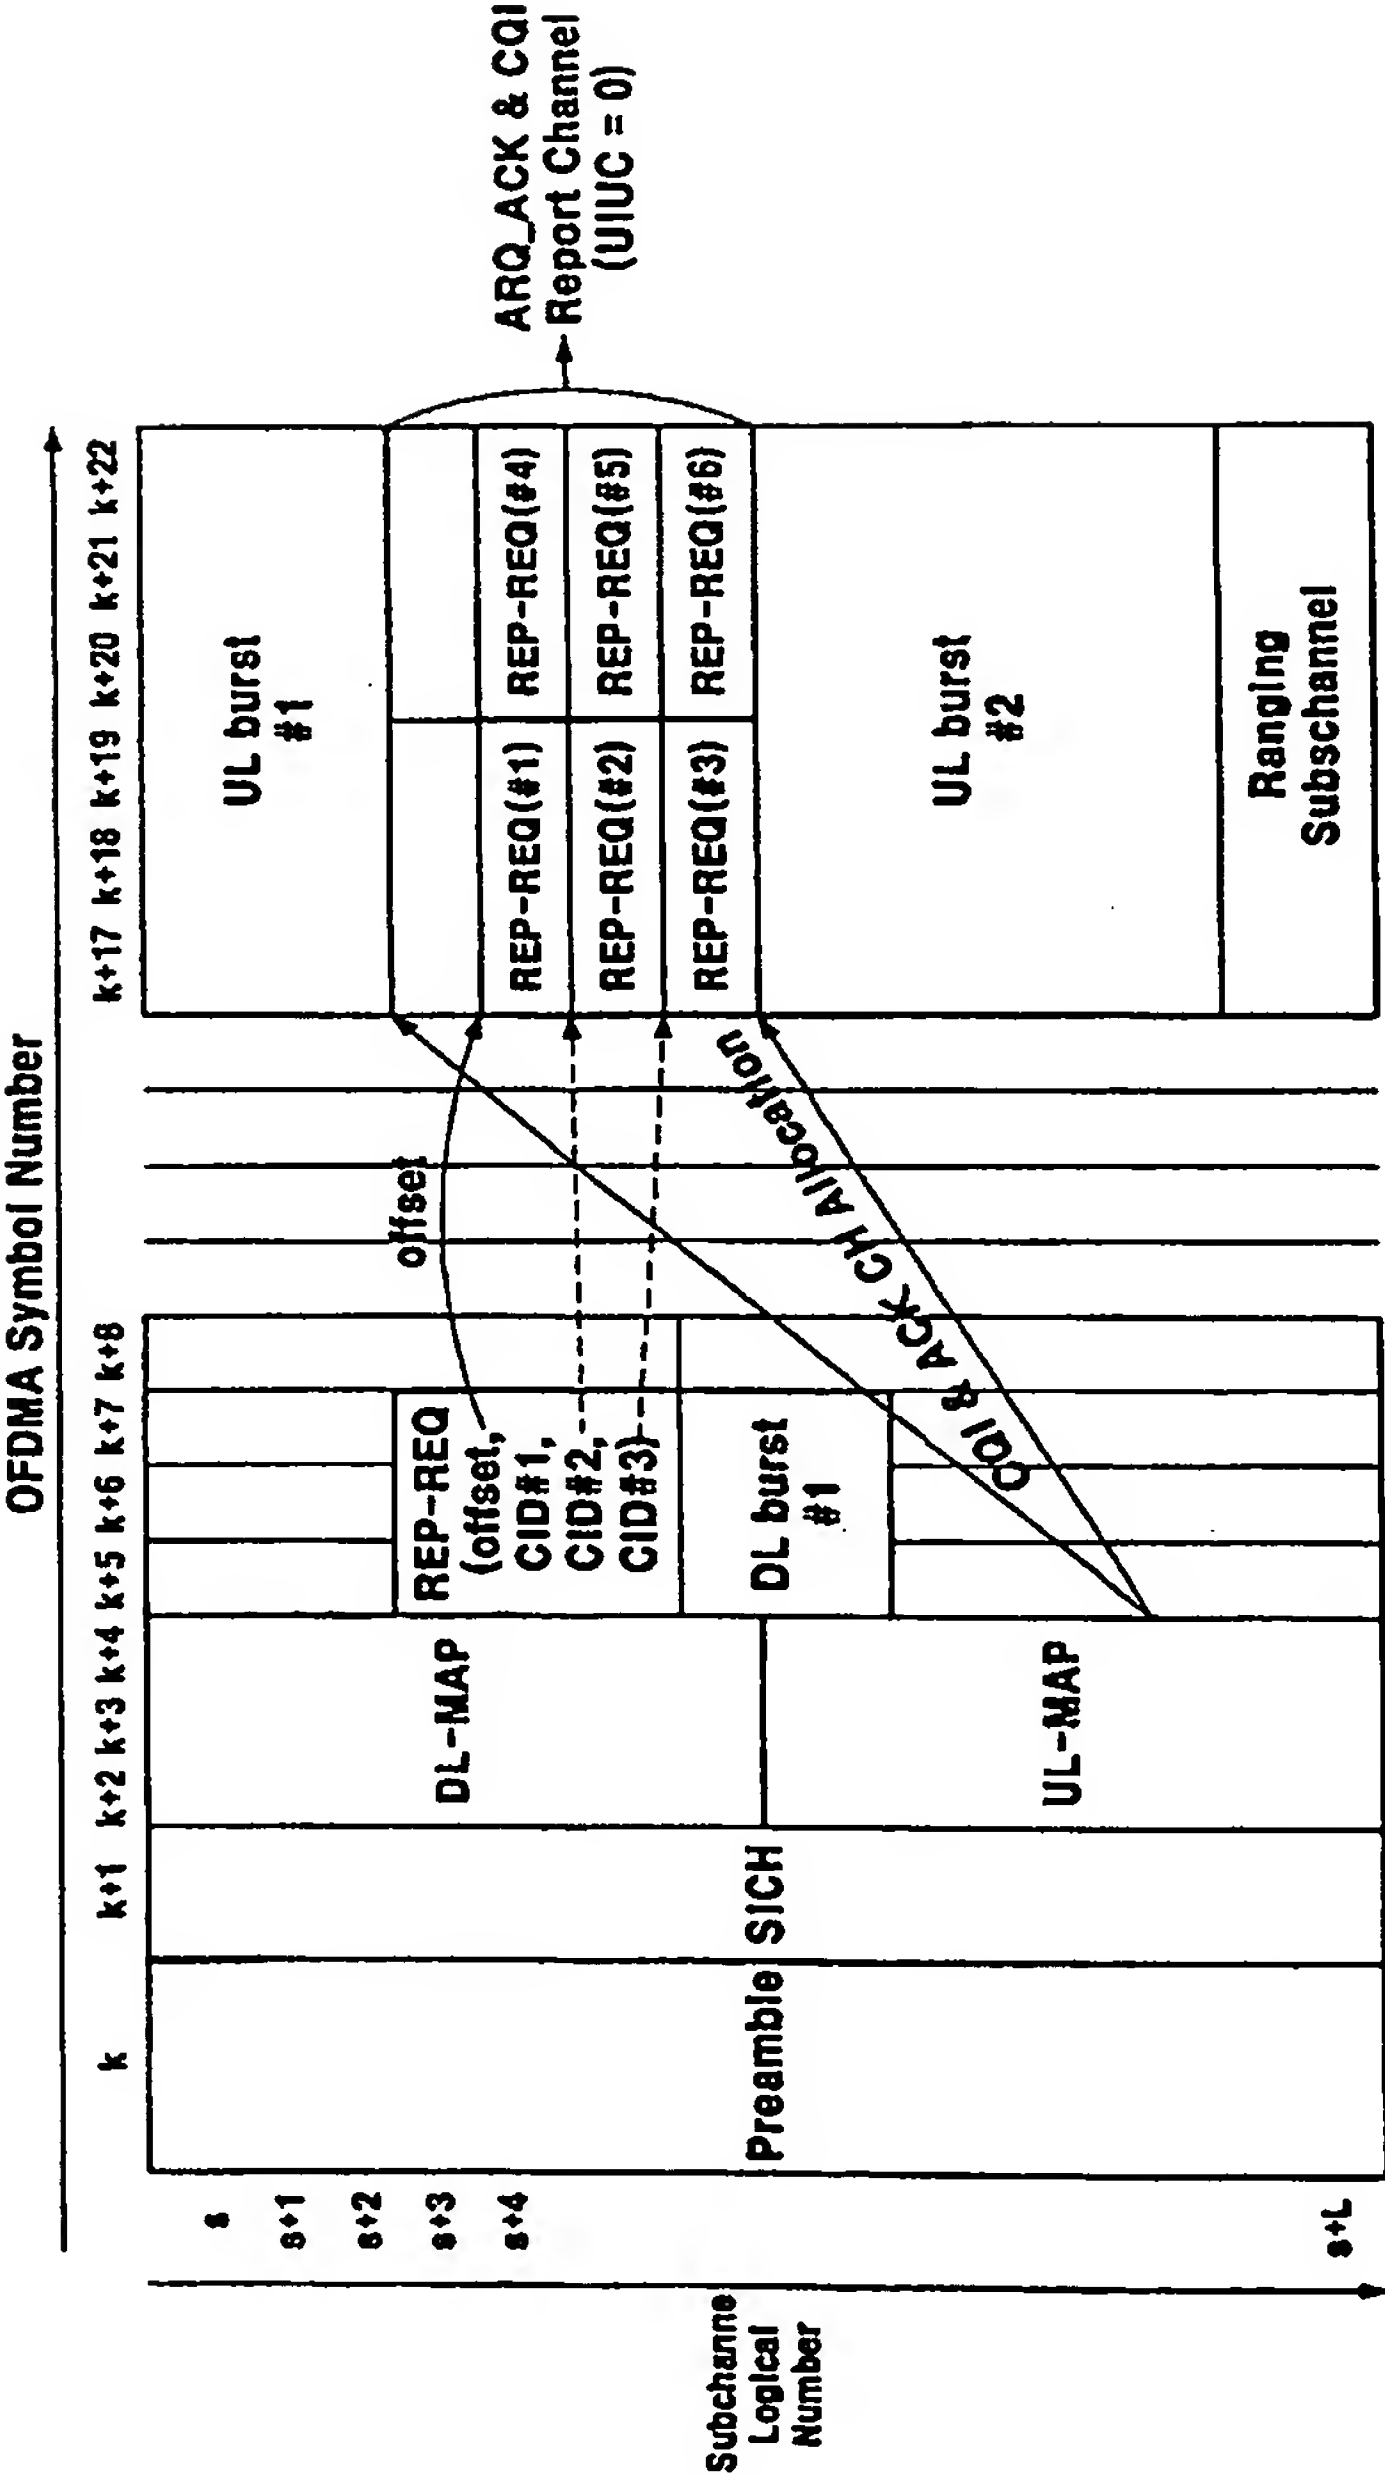 OFDMA Symbol Number
k
k+1
k+2
k+3
k+4
k+5
k+6
k+7
k+8
k+17
k+18
k+19
k+20
k+21
k+22
Subchanne
Logical
Number
s
s+1
s+2
s+3
s+4
s+L
Preamble
SICH
DL-MAP
UL-MAP
REP-REQ
(offset,
CID#1,
CID#2,
CID#3)
DL burst
#1
offset
CQI & ACK CH Allocation
UL burst
#1
REP-REQ(#1)
REP-REQ(#4)
REP-REQ(#2)
REP-REQ(#5)
REP-REQ(#3)
REP-REQ(#6)
UL burst
#2
Ranging
Subschannel
ARQ_ACK & CQI
Report Channel
(UIUC = 0)